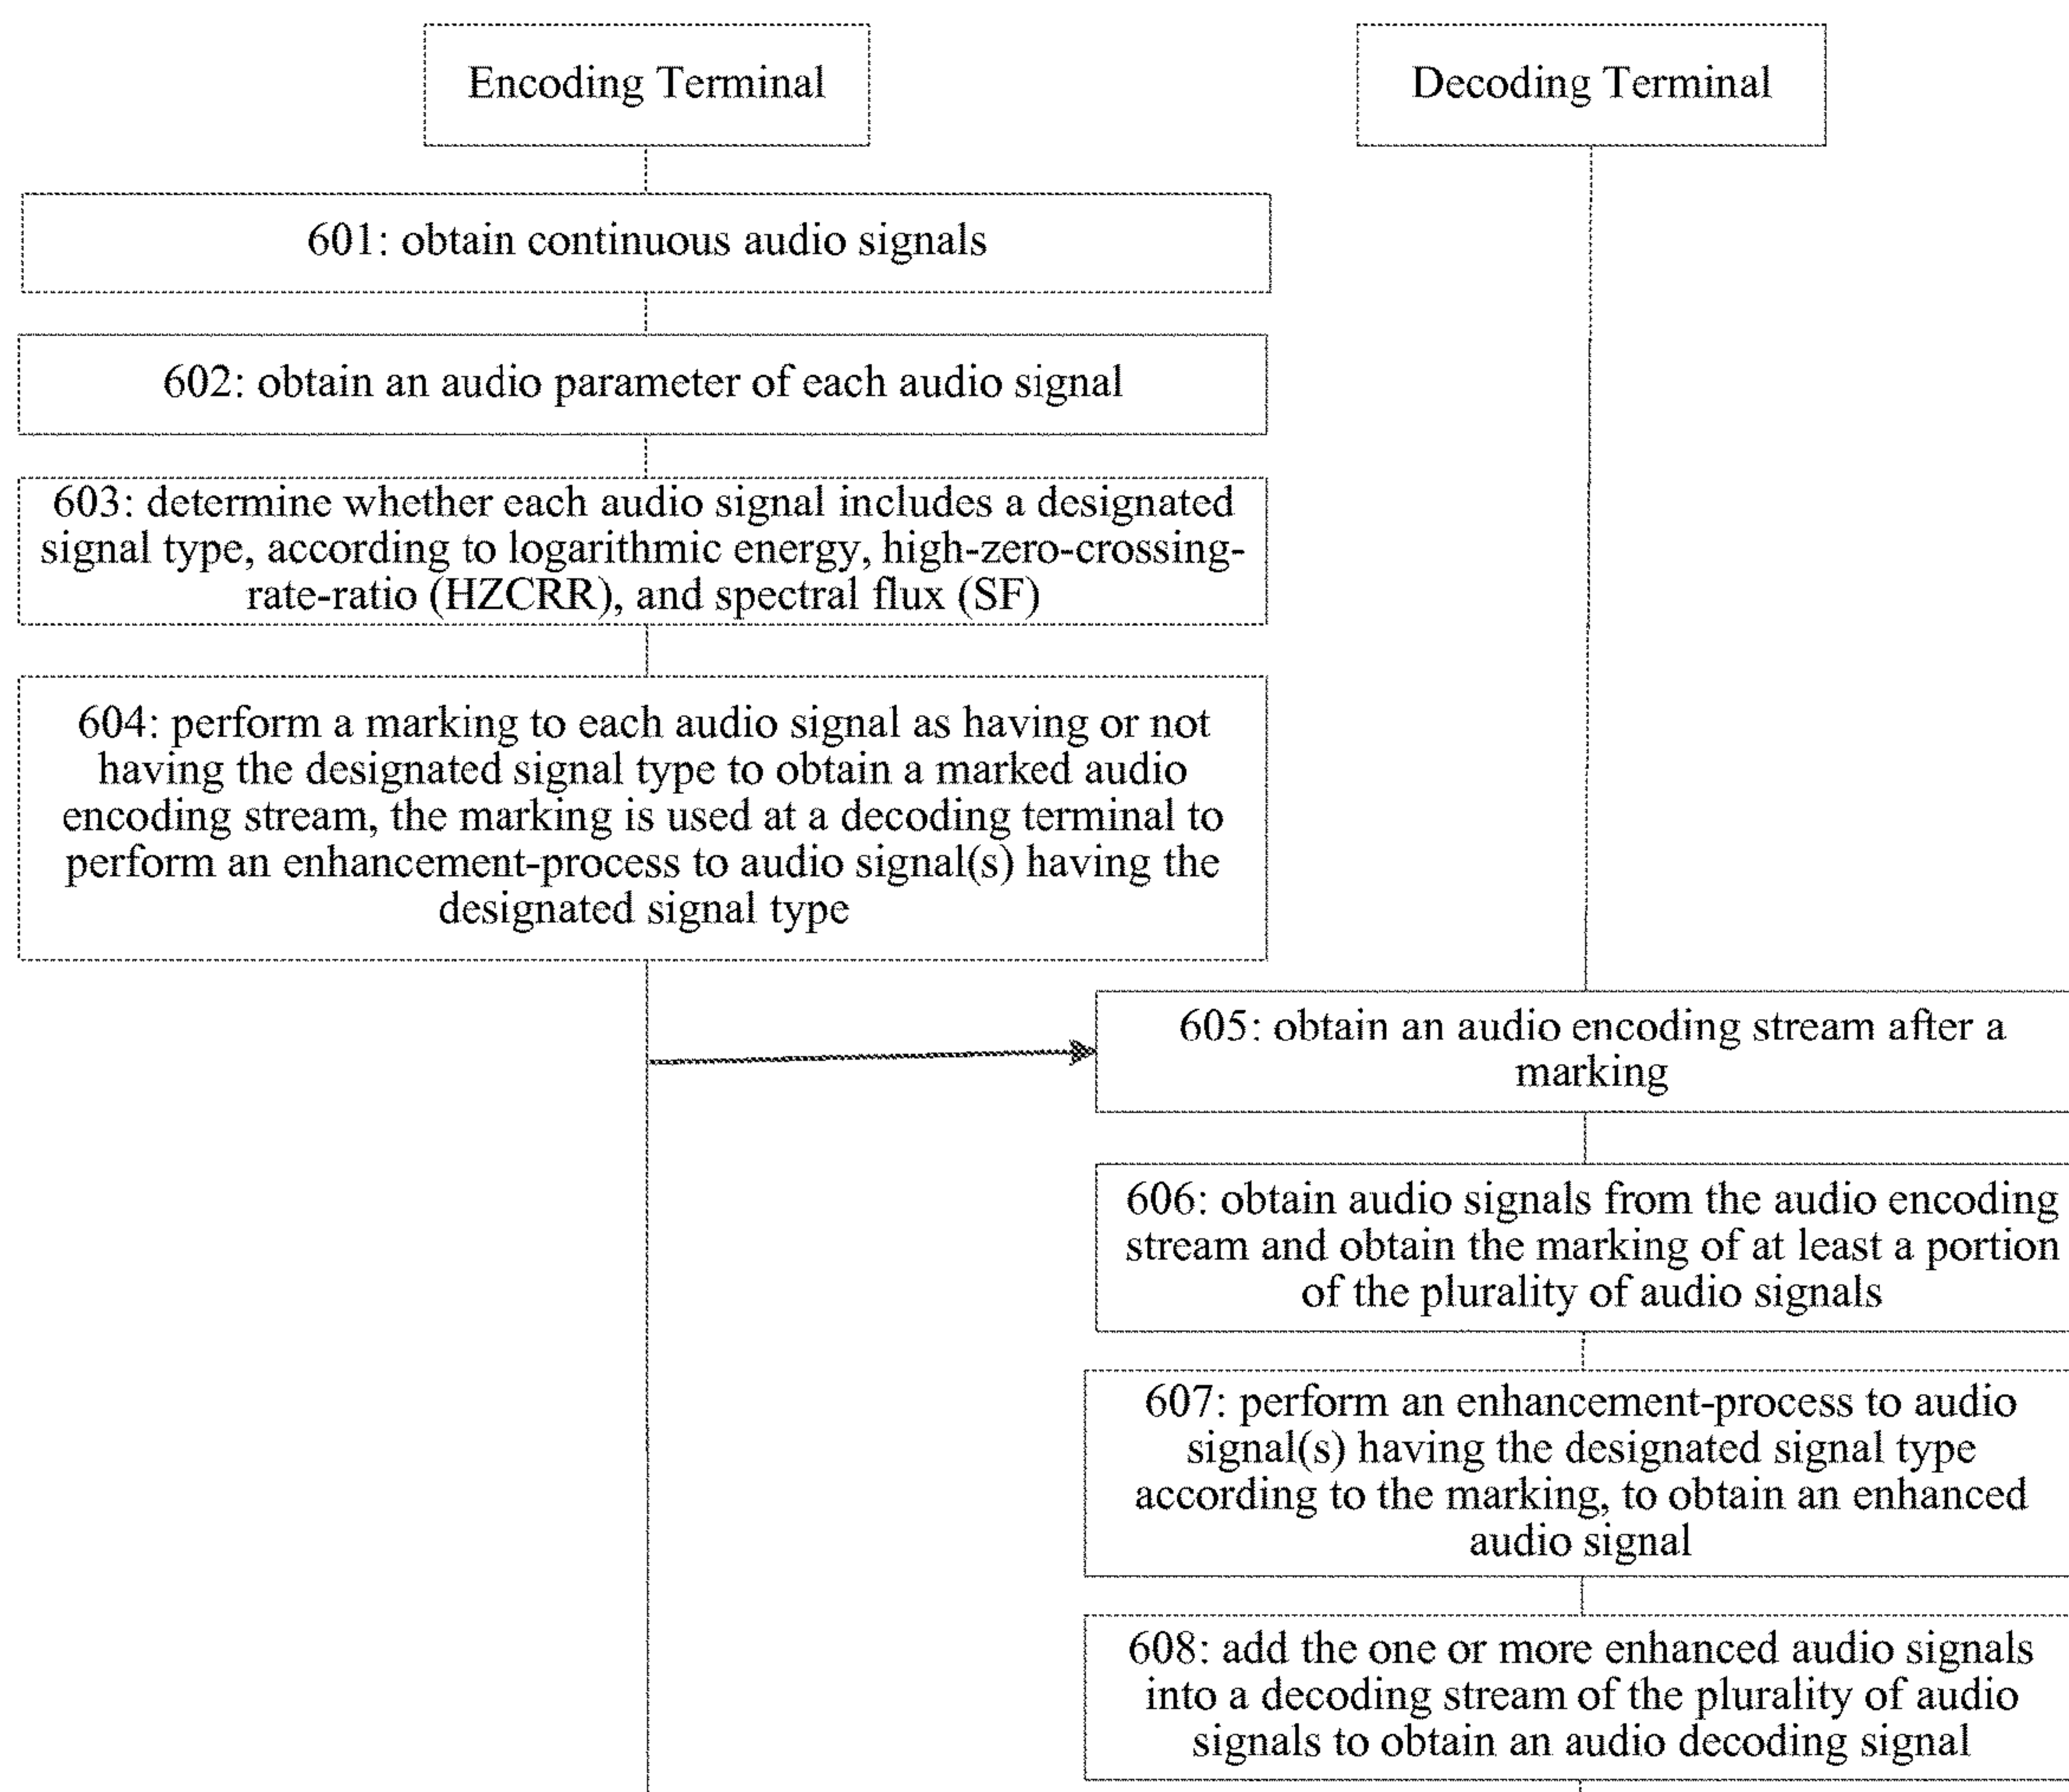 Encoding Terminal
Decoding Terminal
601: obtain continuous audio signals
602: obtain an audio parameter of each audio signal
603: determine whether each audio signal includes a designated
signal type, according to logarithmic energy, high-zero-crossing-
rate-ratio (HZCRR), and spectral flux (SF)
604: perform a marking to each audio signal as having or not
having the designated signal type to obtain a marked audio
encoding stream, the marking is used at a decoding terminal to
perform an enhancement-process to audio signal(s) having the
designated signal type
605: obtain an audio encoding stream after a
marking
606: obtain audio signals from the audio encoding
stream and obtain the marking of at least a portion
of the plurality of audio signals
607: perform an enhancement-process to audio
signal(s) having the designated signal type
according to the marking, to obtain an enhanced
audio signal
608: add the one or more enhanced audio signals
into a decoding stream of the plurality of audio
signals to obtain an audio decoding signal